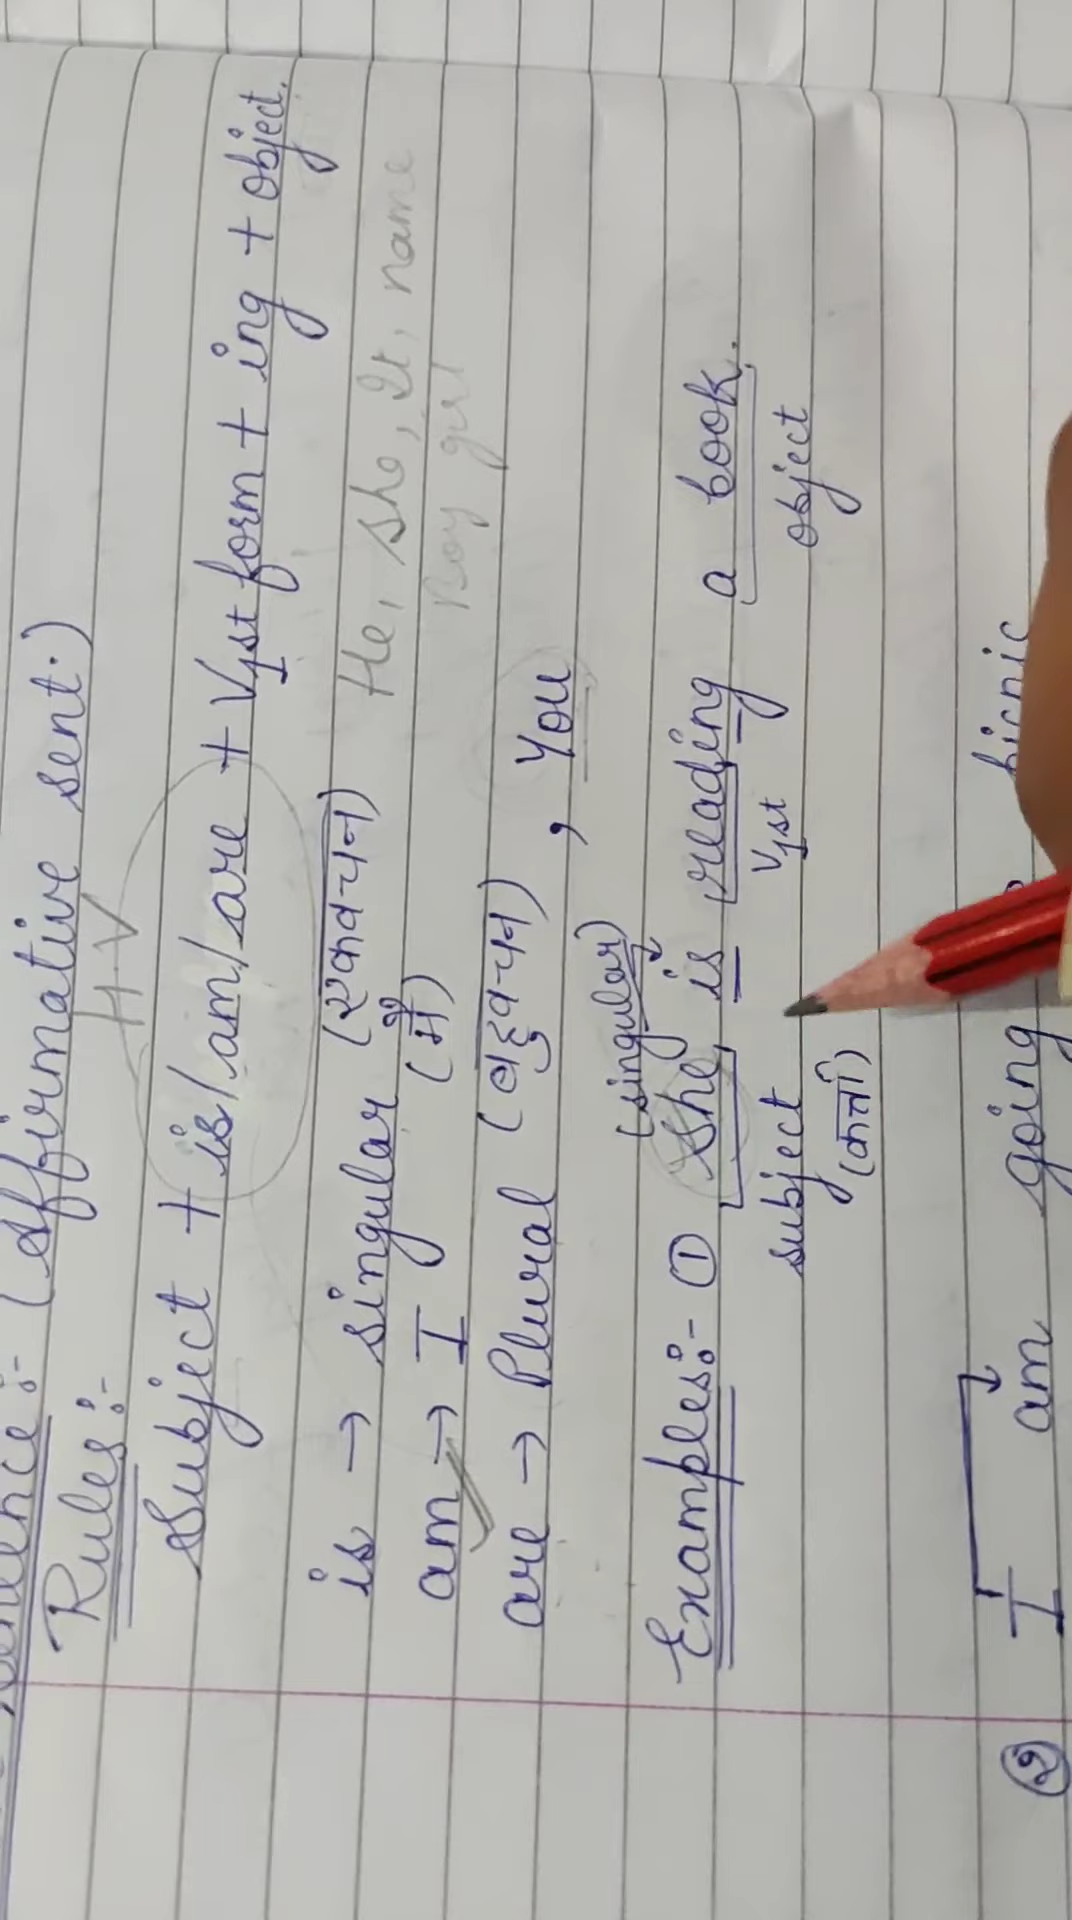 :- (Affirmative sent.)
Rules:-
H.V
Subject + is/am/are + V1st form + ing + object.
is → singular (एकवचन) He, she, It, name
am → I (मैं) Boy girl
are → Plural (बहुवचन), You
(singular)
Examples:- ① She is reading a book.
subject V1st object
(कर्ता)
② I am going picnic